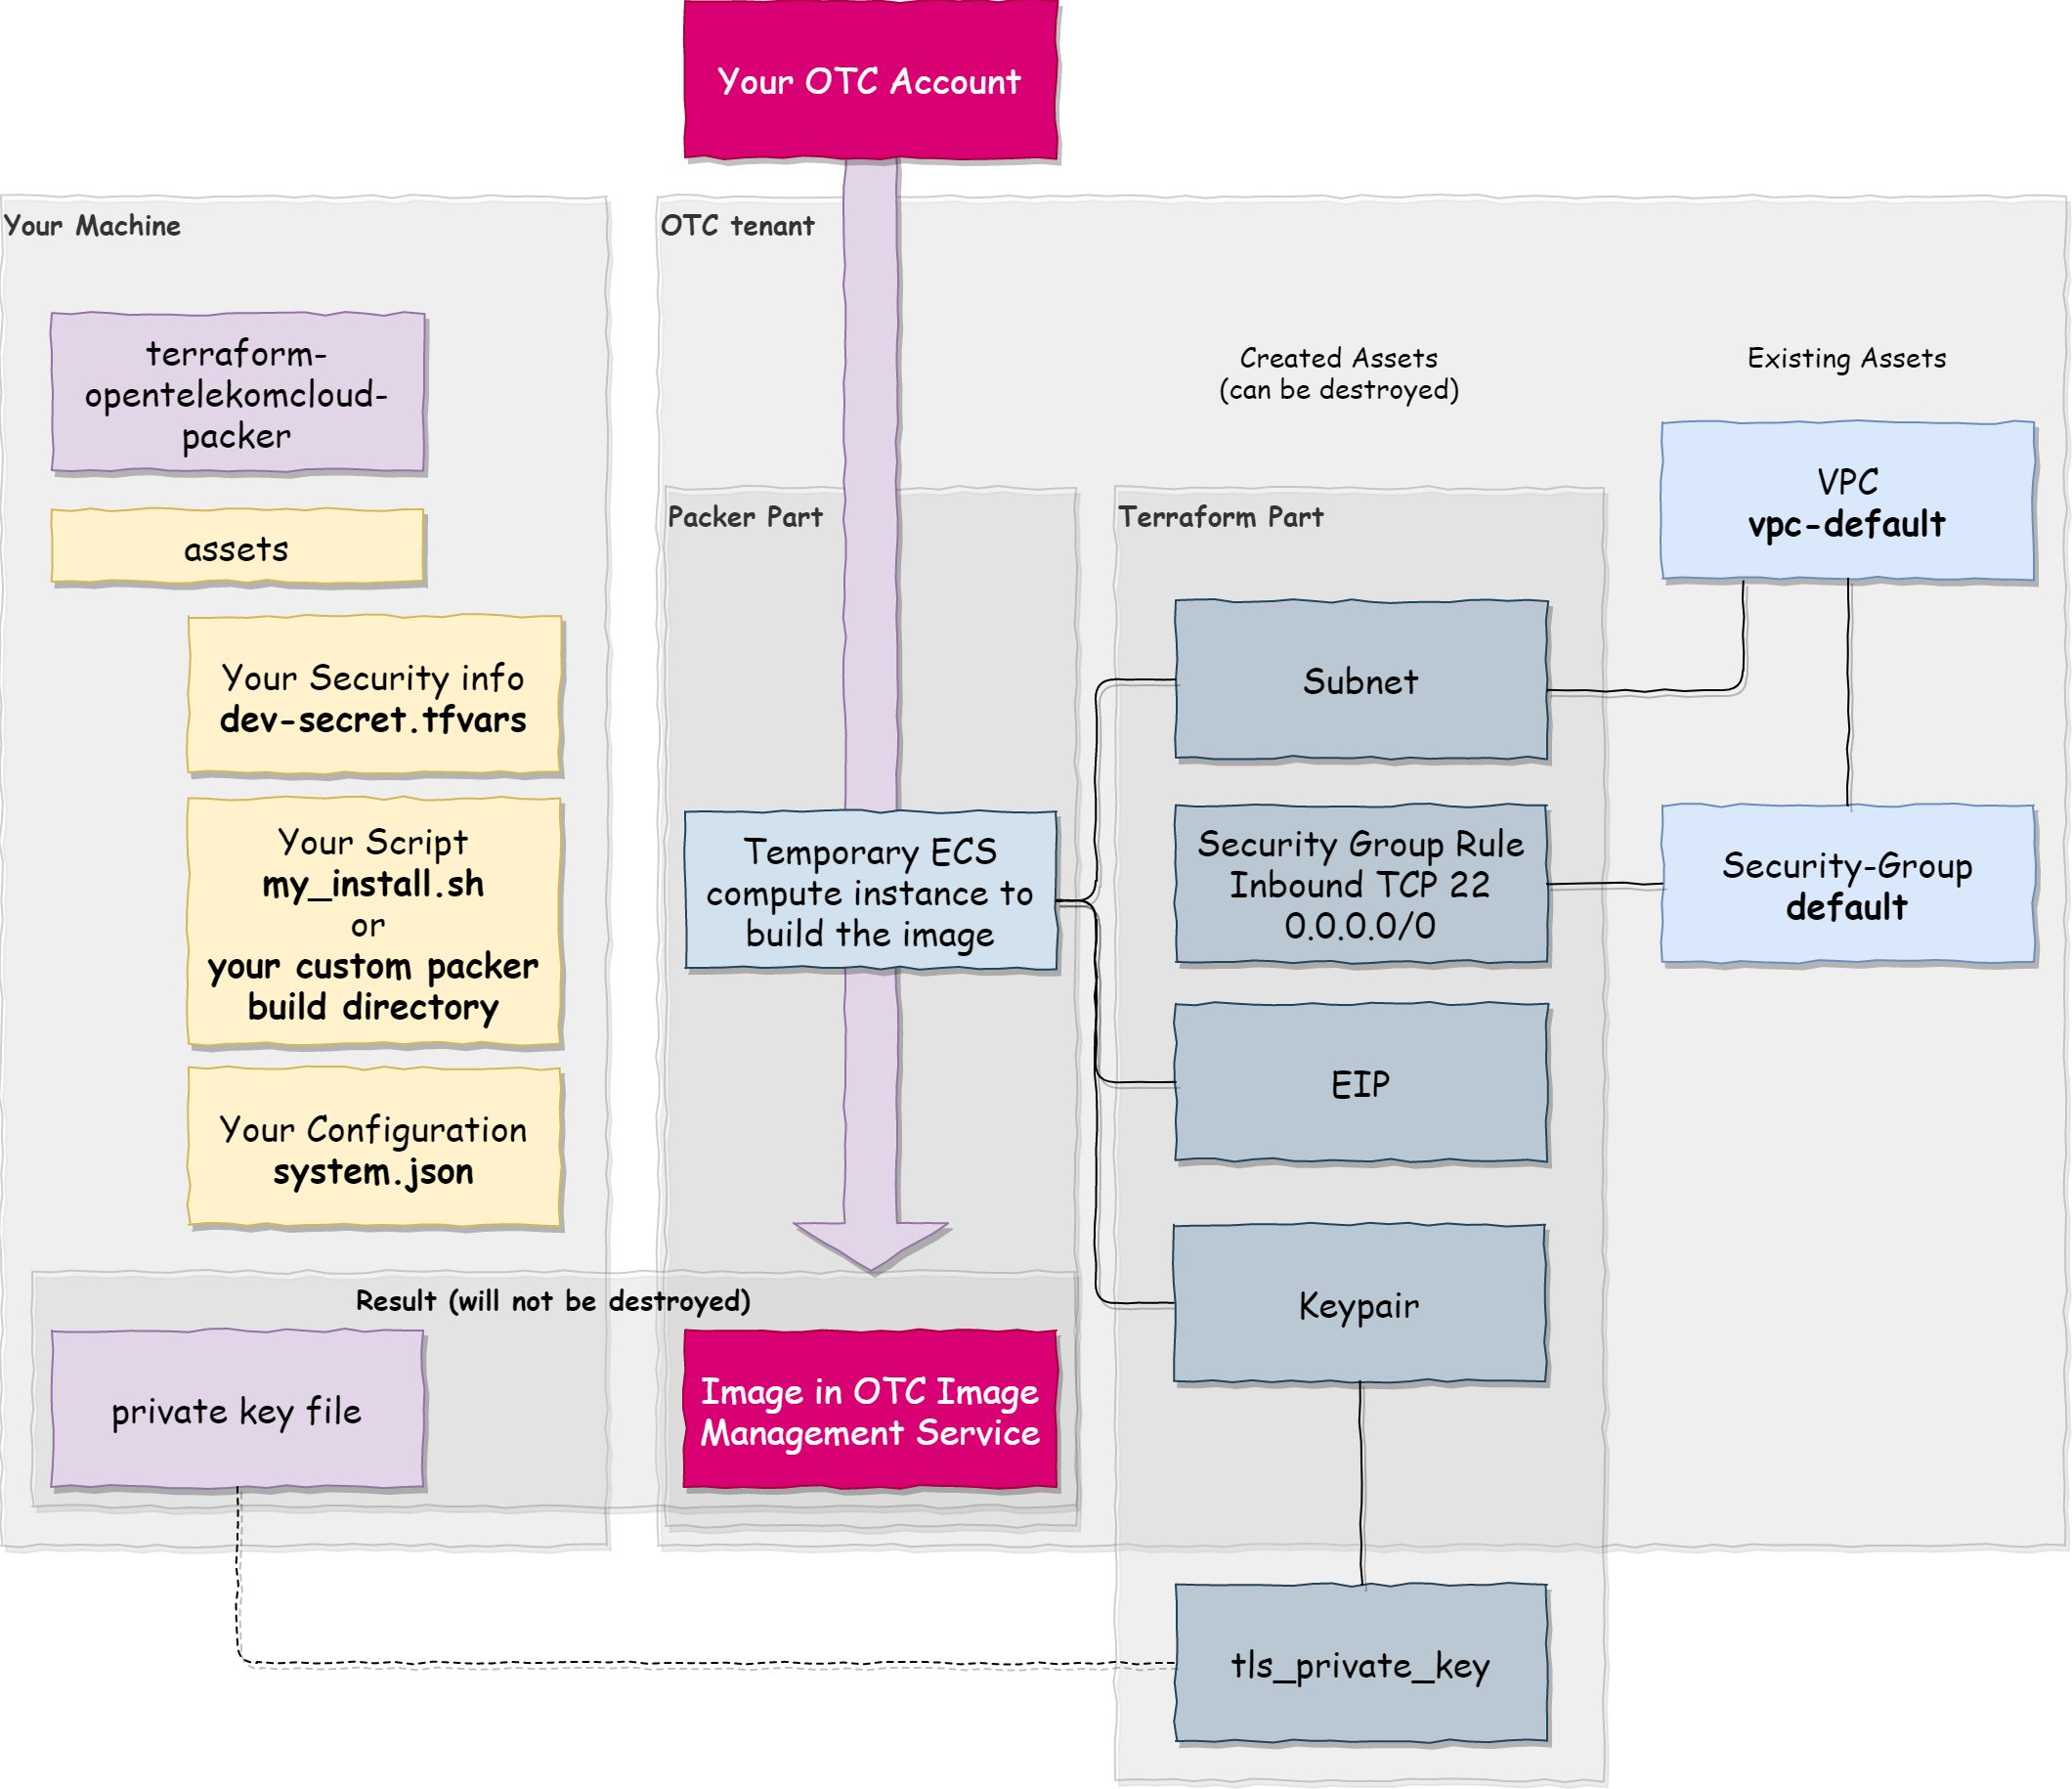 Your OTC Account
Your Machine
terraform-
opentelekomcloud-
packer
assets
Your Security info
dev-secret.tfvars
Your Script
my_install.sh
or
your custom packer
build directory
Your Configuration
system.json
Result (will not be destroyed)
private key file
OTC tenant
Packer Part
Temporary ECS
compute instance to
build the image
Image in OTC Image
Management Service
Created Assets
(can be destroyed)
Terraform Part
Subnet
Security Group Rule
Inbound TCP 22
0.0.0.0/0
EIP
Keypair
tls_private_key
Existing Assets
VPC
vpc-default
Security-Group
default